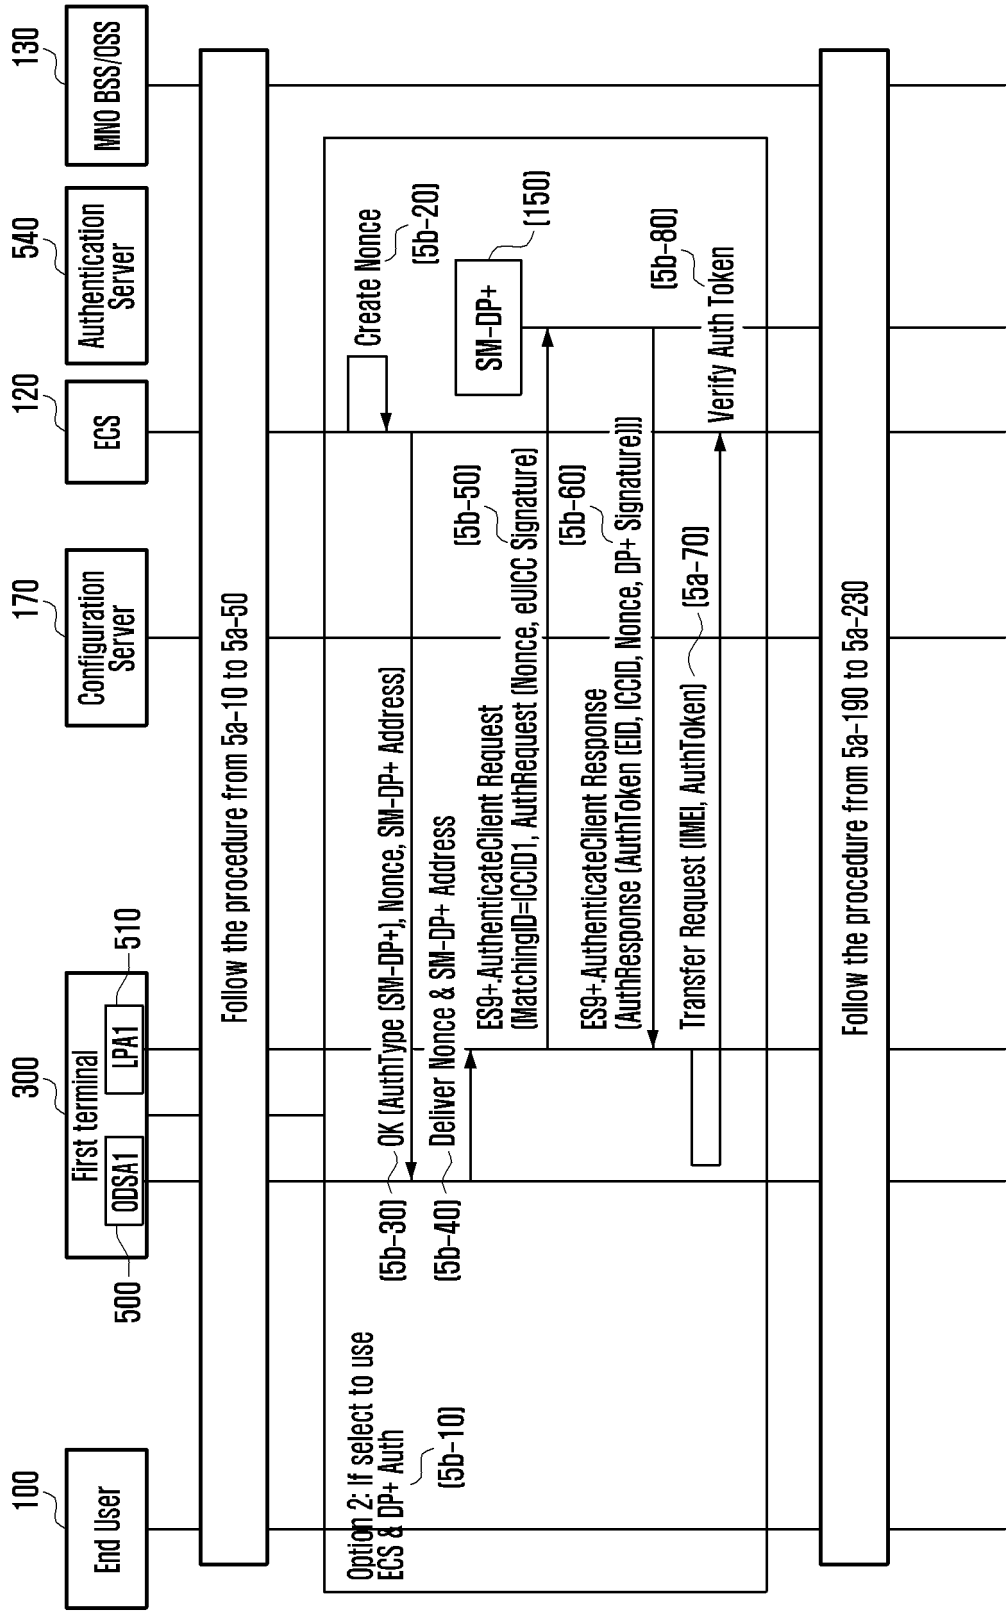 100
End User
300
First terminal
500
ODSA1
LPA1
510
170
Configuration
Server
120
ECS
540
Authentication
Server
130
MNO BSS/OSS
Follow the procedure from 5a-10 to 5a-50
Option 2: If select to use
ECS & DP+ Auth
(5b-10)
Create Nonce
(5b-20)
(5b-30)
OK (AuthType (SM-DP+), Nonce, SM-DP+ Address)
(5b-40)
Deliver Nonce & SM-DP+ Address
SM-DP+
(150)
(5b-50)
ES9+.AuthenticateClient Request
(MatchingID=ICCID1, AuthRequest (Nonce, eUICC Signature)
(5b-60)
ES9+.AuthenticateClient Response
(AuthResponse (AuthToken (EID, ICCID, Nonce, DP+ Signature)))
Transfer Request (IMEI, AuthToken)
(5a-70)
(5b-80)
Verify Auth Token
Follow the procedure from 5a-190 to 5a-230